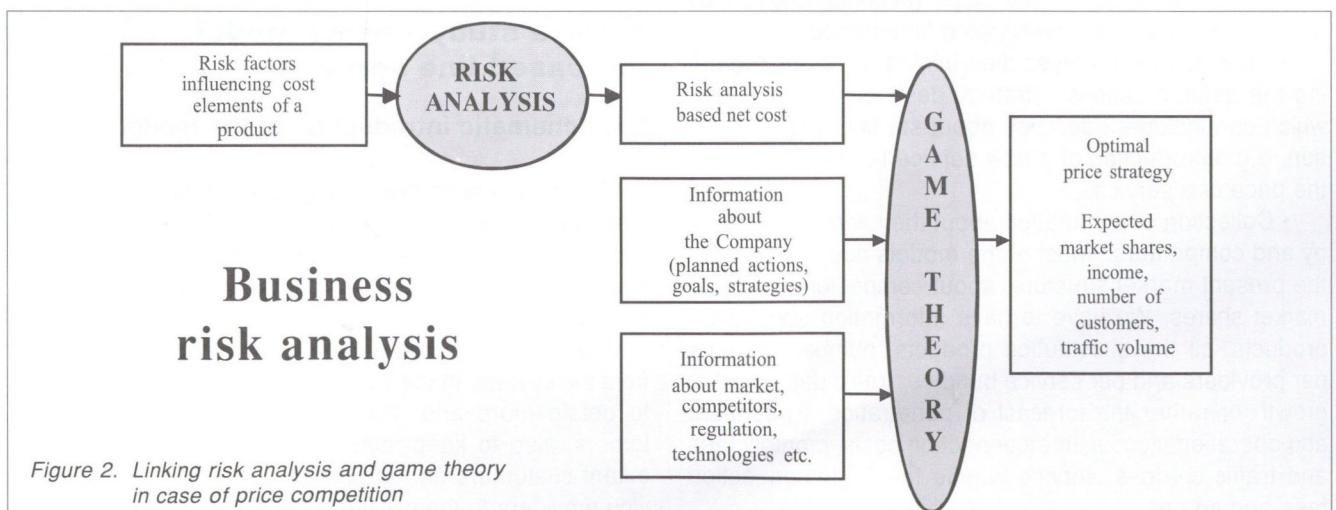 Risk factors
influencing cost
elements of a
product
RISK
ANALYSIS
Risk analysis
based net cost
Information
about
the Company
(planned actions,
goals, strategies)
Information
about market,
competitors,
regulation,
technologies etc.
GAME THEORY
Optimal
price strategy
Expected
market shares,
income,
number of
customers,
traffic volume
Business
risk analysis
Figure 2. Linking risk analysis and game theory
in case of price competition